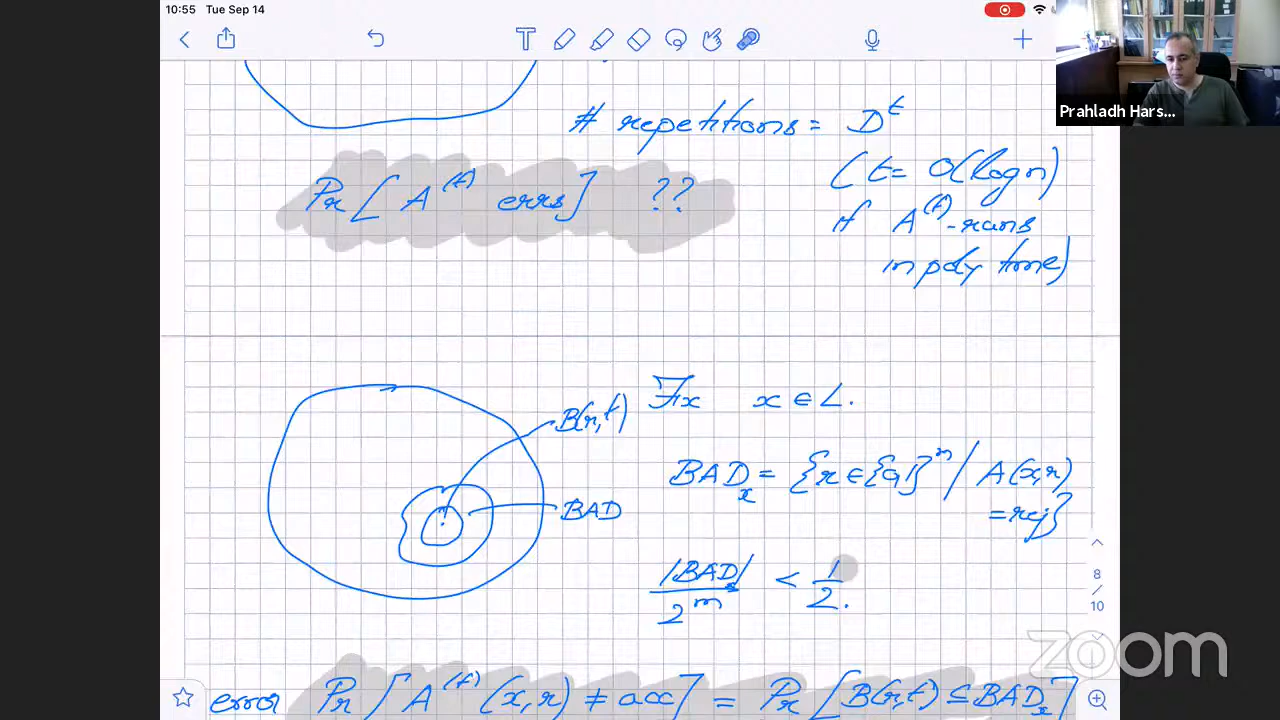 10:55 Tue Sep 14
Prahladh Hars...
# repetitions = D^t
(t = O(log n)
Pr[A^(t) errs] ??
if A^(t) - runs
in poly time)
B(r,t)
Fix x ∈ L.
BAD_x = {r ∈ {0,1}^m / A(x,r)
= rej}
BAD
|BAD_x| / 2^m < 1/2.
8
/
10
zoom
error Pr[A^(t)(x,r) ≠ acc] = Pr[B(r,t) ⊆ BAD_x]